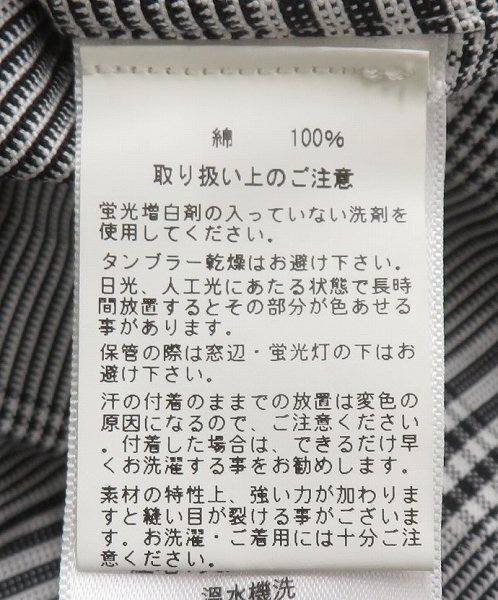 綿 100%
取り扱い上のご注意
蛍光増白剤の入っていない洗剤を
使用してください。
タンブラー乾燥はお避け下さい。
日光、人工光にあたる状態で長時
間放置するとその部分が色あせる
事があります。
保管の際は窓辺・蛍光灯の下はお
避け下さい。
汗の付着のままでの放置は変色の
原因になるので、ご注意ください
。付着した場合は、できるだけ早
くお洗濯する事をお勧めします。
素材の特性上、強い力が加わりま
すと縫い目が裂ける事がございま
す。お洗濯・ご着用には十分ご注
意ください。
溫水機洗